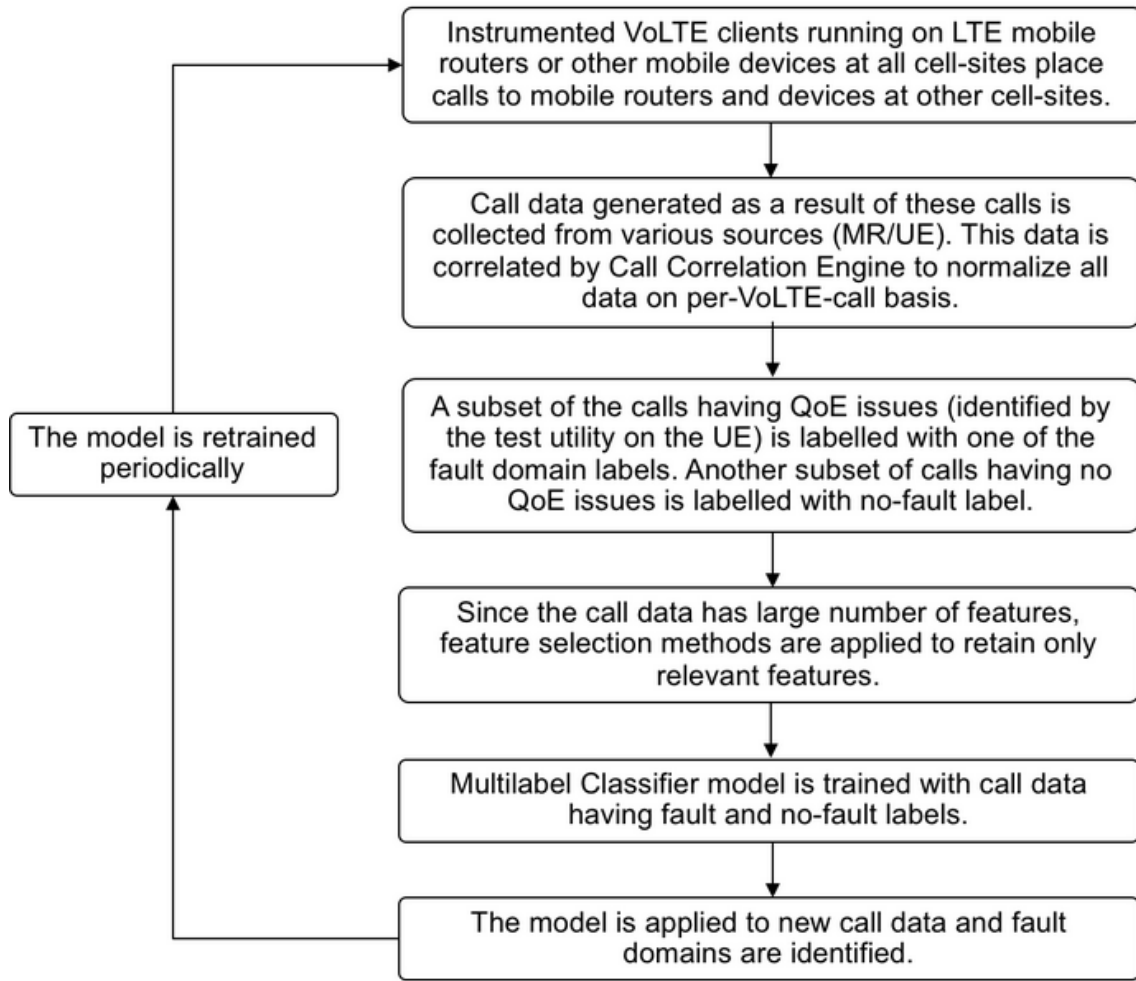 Instrumented VoLTE clients running on LTE mobile
routers or other mobile devices at all cell-sites place
calls to mobile routers and devices at other cell-sites.
Call data generated as a result of these calls is
collected from various sources (MR/UE). This data is
correlated by Call Correlation Engine to normalize all
data on per-VoLTE-call basis.
A subset of the calls having QoE issues (identified by
the test utility on the UE) is labelled with one of the
fault domain labels. Another subset of calls having no
QoE issues is labelled with no-fault label.
Since the call data has large number of features,
feature selection methods are applied to retain only
relevant features.
Multilabel Classifier model is trained with call data
having fault and no-fault labels.
The model is applied to new call data and fault
domains are identified.
The model is retrained
periodically